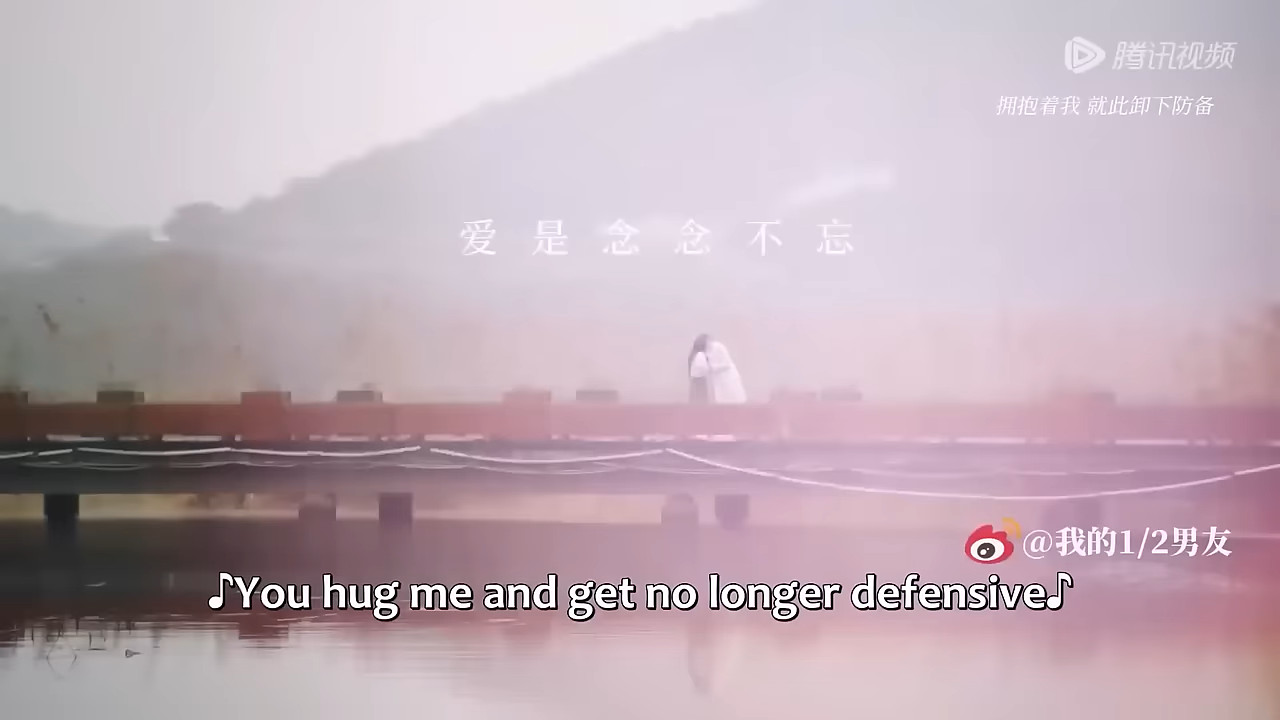 腾讯视频
拥抱着我 就此卸下防备
爱是念念不忘
@我的1/2男友
♪You hug me and get no longer defensive♪